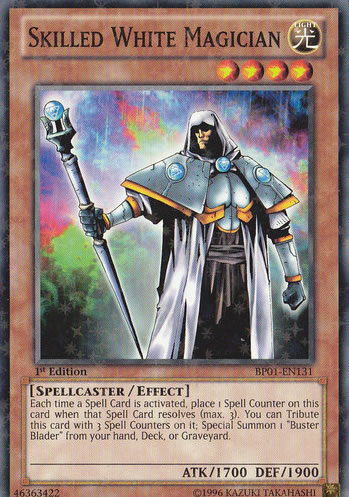 SKILLED WHITE MAGICIAN
LIGHT
光
1st Edition
BP01-EN131
[SPELLCASTER / EFFECT]
Each time a Spell Card is activated, place 1 Spell Counter on this
card when that Spell Card resolves (max. 3). You can Tribute
this card with 3 Spell Counters on it; Special Summon 1 "Buster
Blader" from your hand, Deck, or Graveyard.
ATK/1700 DEF/1900
46363422
©1996 KAZUKI TAKAHASHI